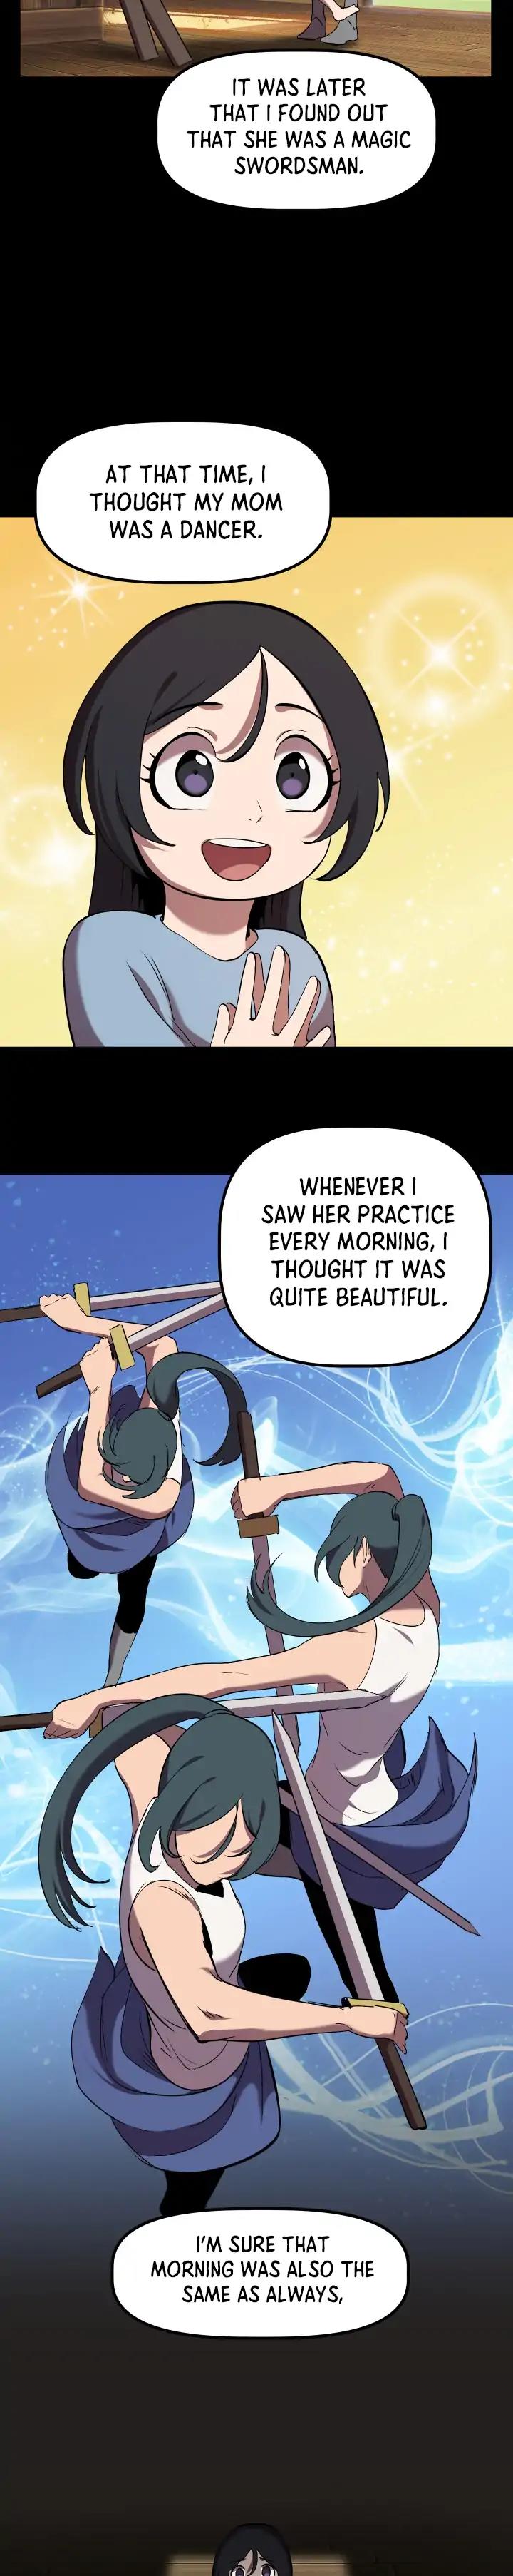 IT WAS LATER
THAT I FOUND OUT
THAT SHE WAS A MAGIC
SWORDSMAN.
AT THAT TIME, I
THOUGHT MY MOM
WAS A DANCER.
WHENEVER I
SAW HER PRACTICE
EVERY MORNING, I
THOUGHT IT WAS
QUITE BEAUTIFUL.
I'M SURE THAT
MORNING WAS ALSO THE
SAME AS ALWAYS,